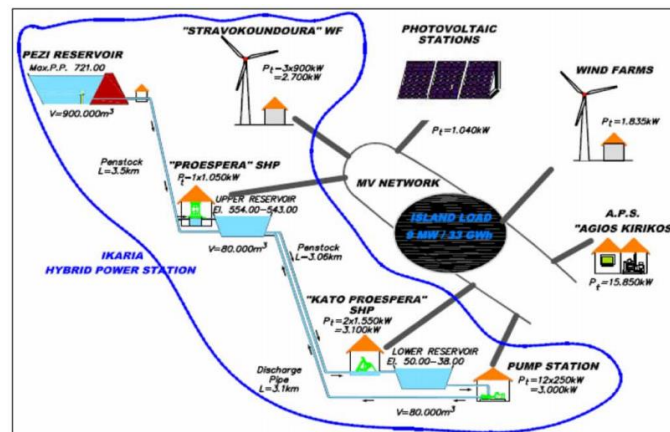 "STRAVOKOUNDOURA" WF
Pt-3x900kW
=2.700kW
PHOTOVOLTAIC
STATIONS
Pt=1.040kW
WIND FARMS
Pt=1.835kW
PEZI RESERVOIR
Max.P.P. 721.00
V=900.000m³
Penstock
L=3.5km
"PROESPERA" SHP
Pt-1x1.050kW
UPPER RESERVOIR
El. 554.00-543.00
V=80.000m³
MV NETWORK
ISLAND LOAD
9 MW / 33 GWh
A.P.S.
"AGIOS KIRIKOS"
Pt=15.850kW
IKARIA
HYBRID POWER STATION
Penstock
L-3.06km
"KATO PROESPERA"
SHP
Pt=2x1.550kW
=3.100kW
LOWER RESERVOIR
El. 50.00-38.00
PUMP STATION
Pt=12x250kW
=3.000kW
Discharge
Pipe
L=3.1km
V=80.000m³